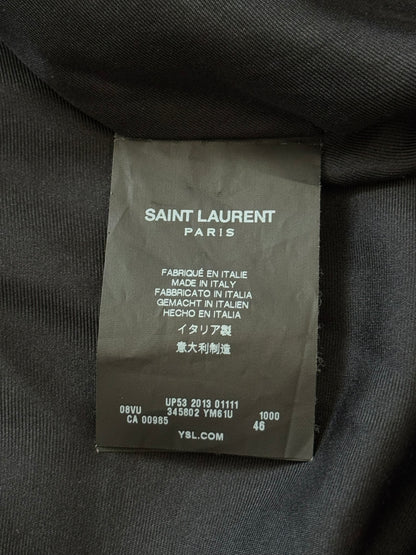 SAINT LAURENT
PARIS
FABRIQUÉ EN ITALIE
MADE IN ITALY
FABBRICATO IN ITALIA
GEMACHT IN ITALIEN
HECHO EN ITALIA
イタリア製
意大利制造
UP53 2013 01111
08VU 345802 YM61U 1000
CA 00985 46
YSL.COM